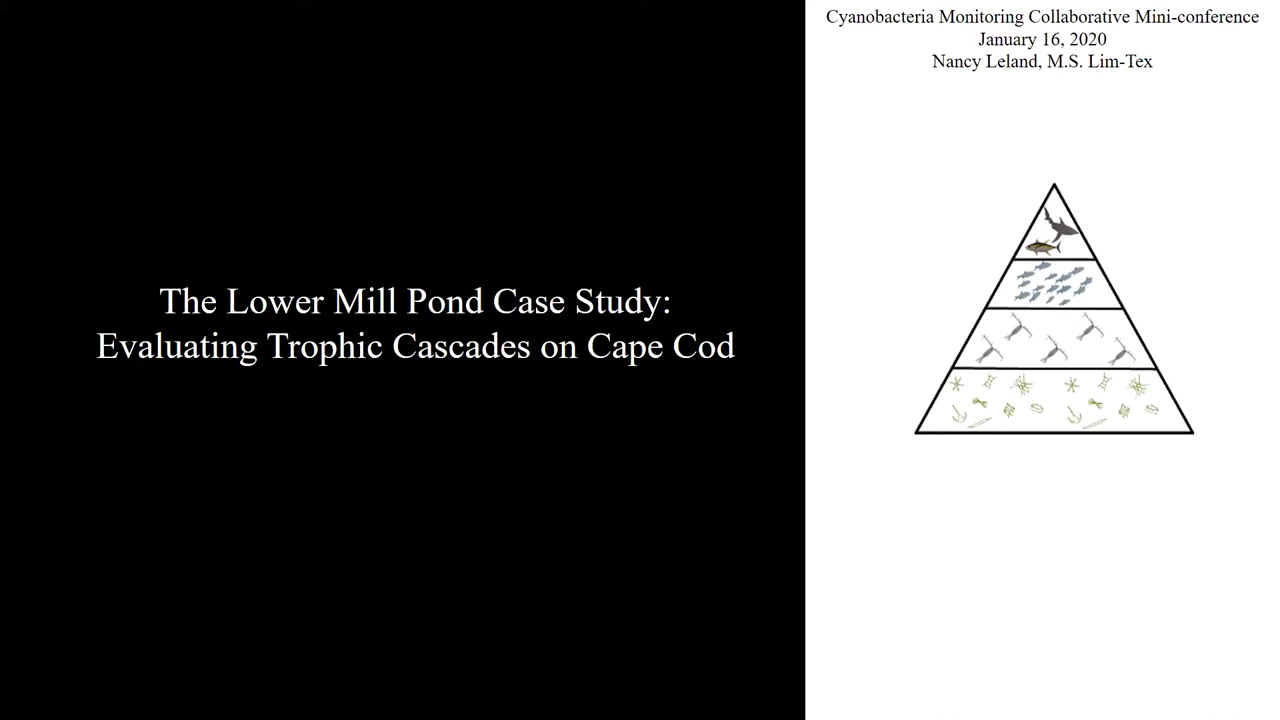 Cyanobacteria Monitoring Collaborative Mini-conference
January 16, 2020
Nancy Leland, M.S. Lim-Tex
The Lower Mill Pond Case Study:
Evaluating Trophic Cascades on Cape Cod